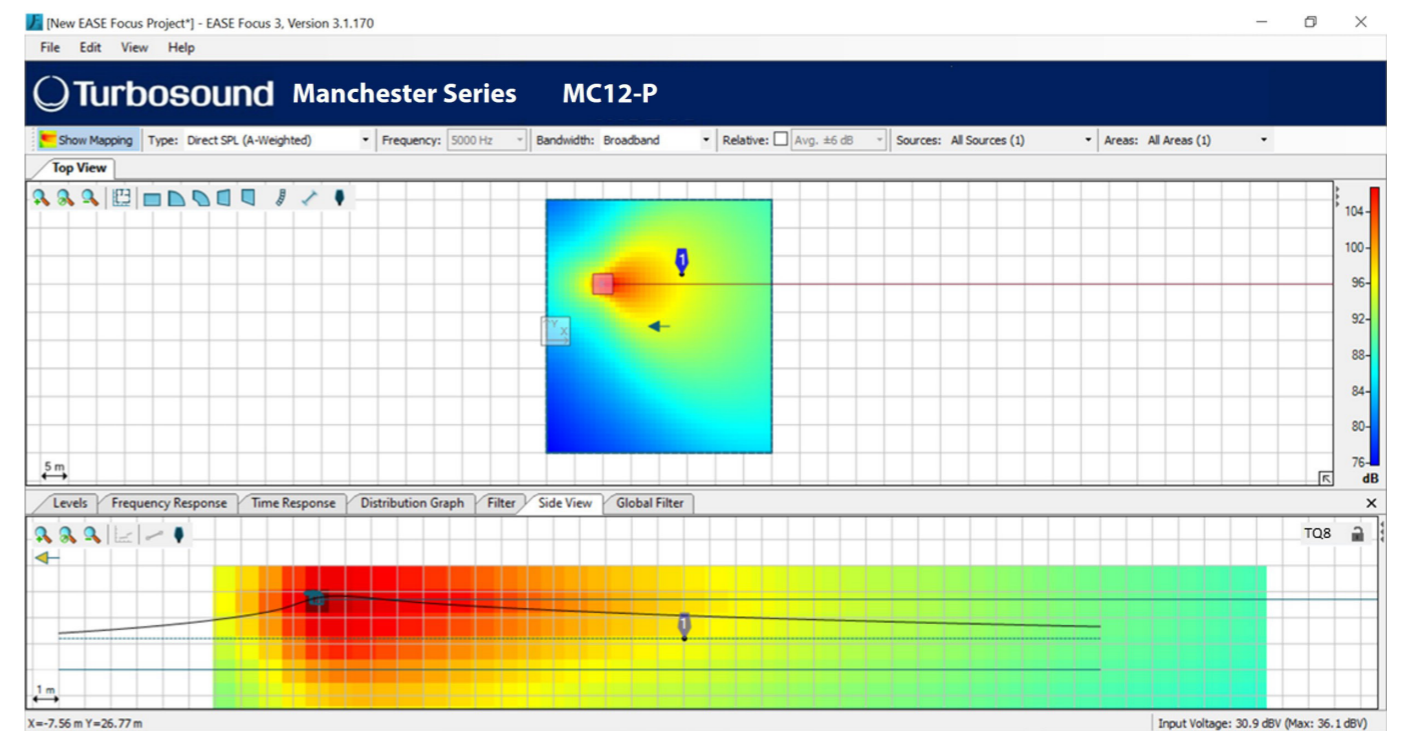 [New EASE Focus Project*] - EASE Focus 3, Version 3.1.170
File Edit View Help
Turbosound Manchester Series MC12-P
Show Mapping Type: Direct SPL (A-Weighted) Frequency: 5000 Hz Bandwidth: Broadband Relative: Avg. ±6 dB Sources: All Sources (1) Areas: All Areas (1)
Top View
104
1
100
96
92
Y
X
88
84
80
5 m
76
dB
Levels Frequency Response Time Response Distribution Graph Filter Side View Global Filter
TQ8
1
1 m
X=-7.56 m Y=26.77 m Input Voltage: 30.9 dBV (Max: 36.1 dBV)